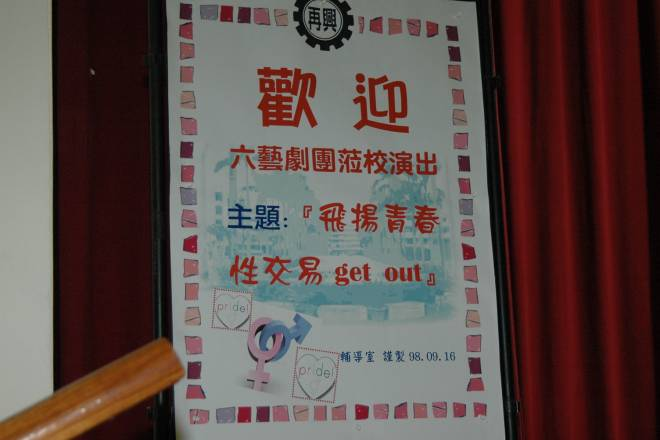 再興
歡迎
六藝劇團蒞校演出
主題:『飛揚青春
性交易 get out』
pride!
pride!
輔導室 謹製 98.09.16